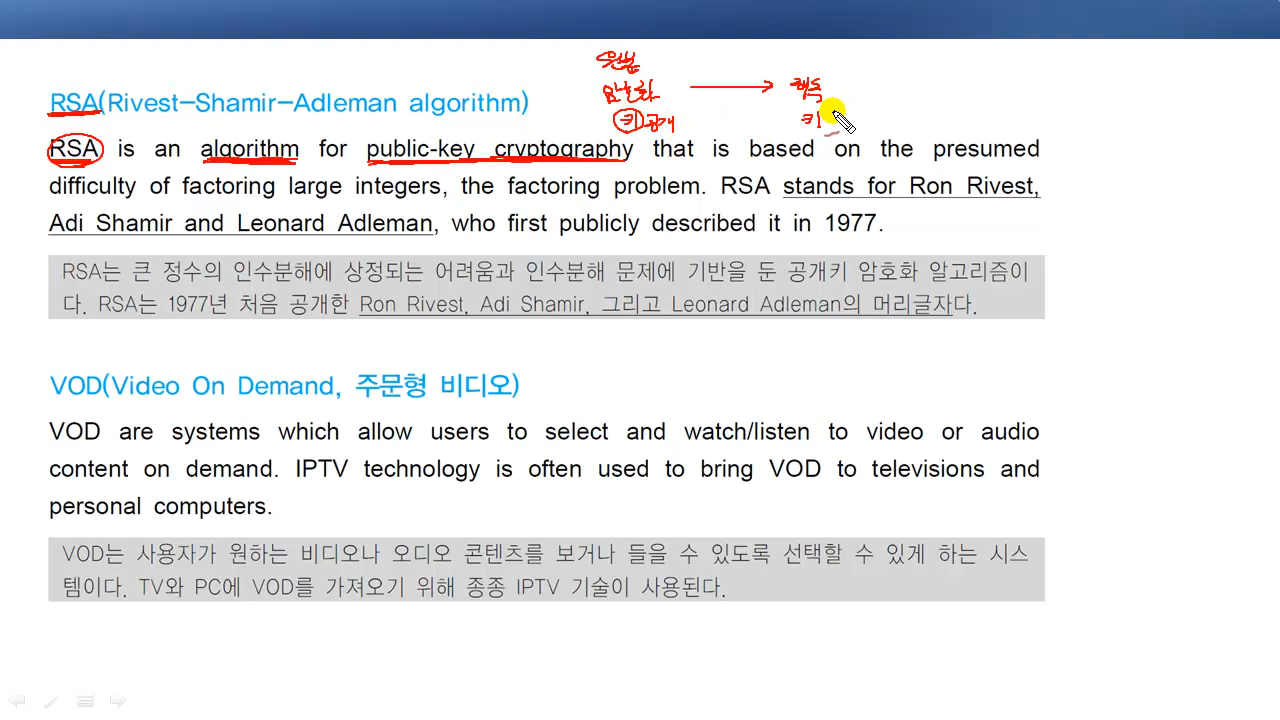 원본
암호화
키 공개
해독
키
RSA(Rivest-Shamir-Adleman algorithm)
RSA is an algorithm for public-key cryptography that is based on the presumed
difficulty of factoring large integers, the factoring problem. RSA stands for Ron Rivest,
Adi Shamir and Leonard Adleman, who first publicly described it in 1977.
RSA는 큰 정수의 인수분해에 상정되는 어려움과 인수분해 문제에 기반을 둔 공개키 암호화 알고리즘이
다. RSA는 1977년 처음 공개한 Ron Rivest, Adi Shamir, 그리고 Leonard Adleman의 머리글자다.
VOD(Video On Demand, 주문형 비디오)
VOD are systems which allow users to select and watch/listen to video or audio
content on demand. IPTV technology is often used to bring VOD to televisions and
personal computers.
VOD는 사용자가 원하는 비디오나 오디오 콘텐츠를 보거나 들을 수 있도록 선택할 수 있게 하는 시스
템이다. TV와 PC에 VOD를 가져오기 위해 종종 IPTV 기술이 사용된다.